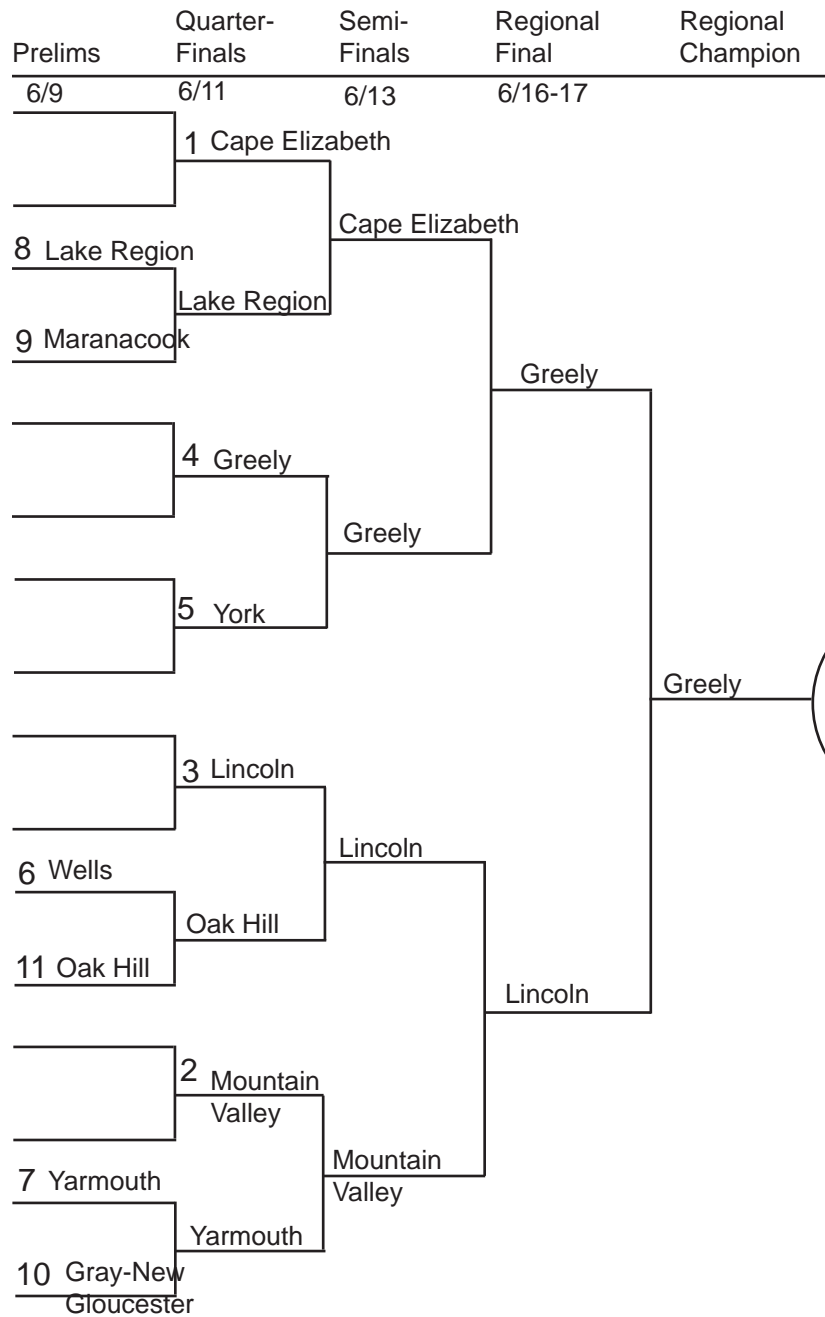 Prelims
Quarter-
Finals
Semi-
Finals
Regional
Final
Regional
Champion
6/9
6/11
6/13
6/16-17
1 Cape Elizabeth
Cape Elizabeth
8 Lake Region
Lake Region
9 Maranacook
Greely
4 Greely
Greely
5 York
Greely
3 Lincoln
Lincoln
6 Wells
Oak Hill
11 Oak Hill
Lincoln
2 Mountain
Valley
Mountain
Valley
7 Yarmouth
Yarmouth
10 Gray-New
Gloucester